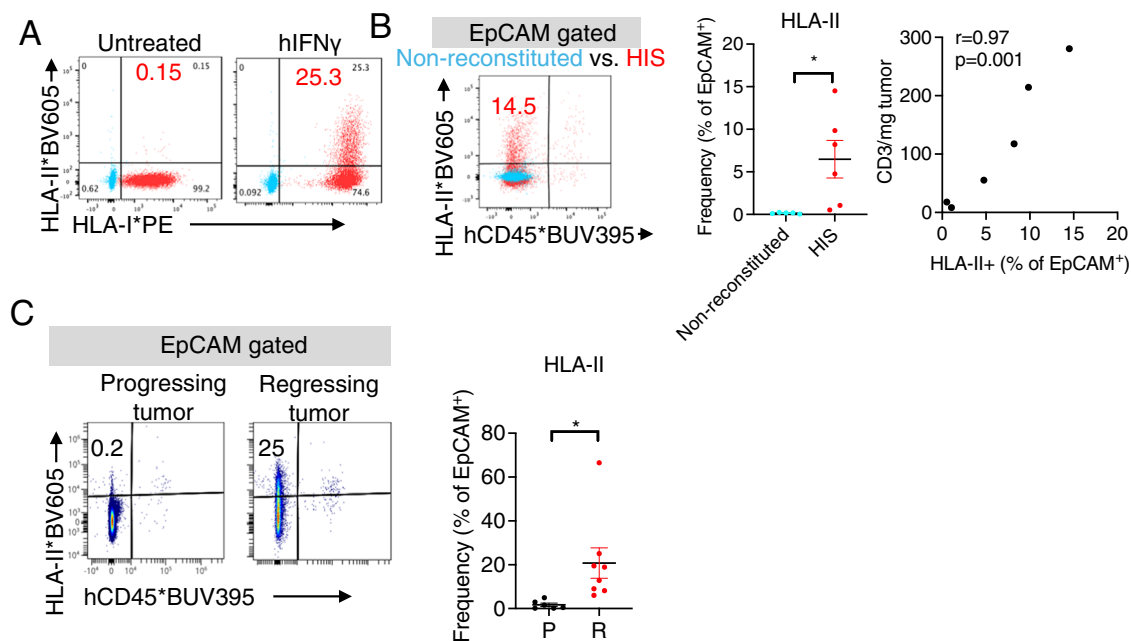 A
Untreated
hIFNγ
HLA-II*BV605
0
0.15
0.15
0.62
99.2
0
25.3
25.3
0.092
74.6
HLA-I*PE
B
EpCAM gated
Non-reconstituted vs. HIS
HLA-II*BV605
14.5
hCD45*BUV395
HLA-II
Frequency (% of EpCAM+)
20
15
10
5
0
*
Non-reconstituted
HIS
r=0.97
p=0.001
CD3/mg tumor
300
200
100
0
0 5 10 15 20
HLA-II+ (% of EpCAM+)
C
EpCAM gated
Progressing
tumor
Regressing
tumor
HLA-II*BV605
0.2
25
hCD45*BUV395
HLA-II
Frequency (% of EpCAM+)
80
60
40
20
0
*
P R